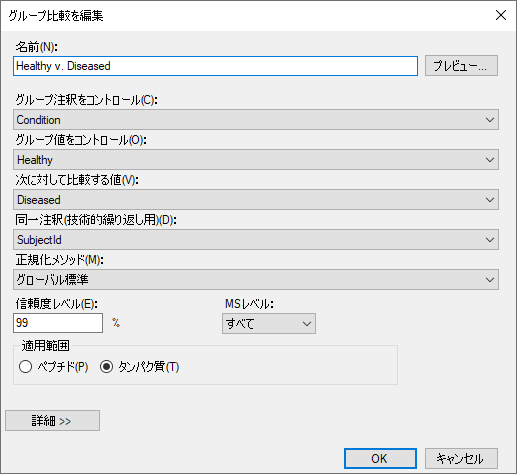 グループ比較を編集
名前(N):
Healthy v. Diseased
プレビュー...
グループ注釈をコントロール(C):
Condition
グループ値をコントロール(O):
Healthy
次に対して比較する値(V):
Diseased
同一注釈(技術的繰り返し用)(D):
SubjectId
正規化メソッド(M):
グローバル標準
信頼度レベル(E): MSレベル:
99 % すべて
適用範囲
ペプチド(P) タンパク質(T)
詳細 >>
OK キャンセル